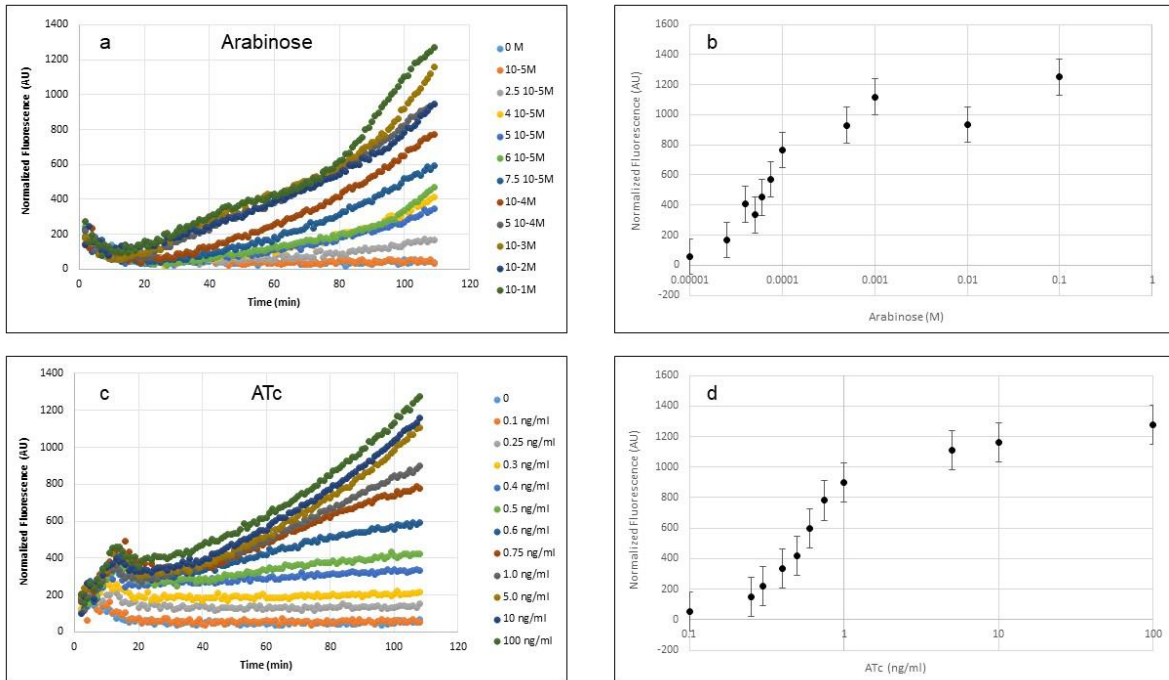 a
Arabinose
Normalized Fluorescence (AU)
1400
1200
1000
800
600
400
200
0
0
20
40
60
80
100
120
Time (min)
0 M
10-5M
2.5 10-5M
4 10-5M
5 10-5M
6 10-5M
7.5 10-5M
10-4M
5 10-4M
10-3M
10-2M
10-1M
b
Normalized Fluorescence (AU)
1600
1400
1200
1000
800
600
400
200
0
-200
0.00001
0.0001
0.001
0.01
0.1
1
Arabinose (M)
c
ATc
Normalized Fluorescence (AU)
1400
1200
1000
800
600
400
200
0
0
20
40
60
80
100
120
Time (min)
0
0.1 ng/ml
0.25 ng/ml
0.3 ng/ml
0.4 ng/ml
0.5 ng/ml
0.6 ng/ml
0.75 ng/ml
1.0 ng/ml
5.0 ng/ml
10 ng/ml
100 ng/ml
d
Normalized Fluorescence (AU)
1600
1400
1200
1000
800
600
400
200
0
-200
0.1
1
10
100
ATc (ng/ml)